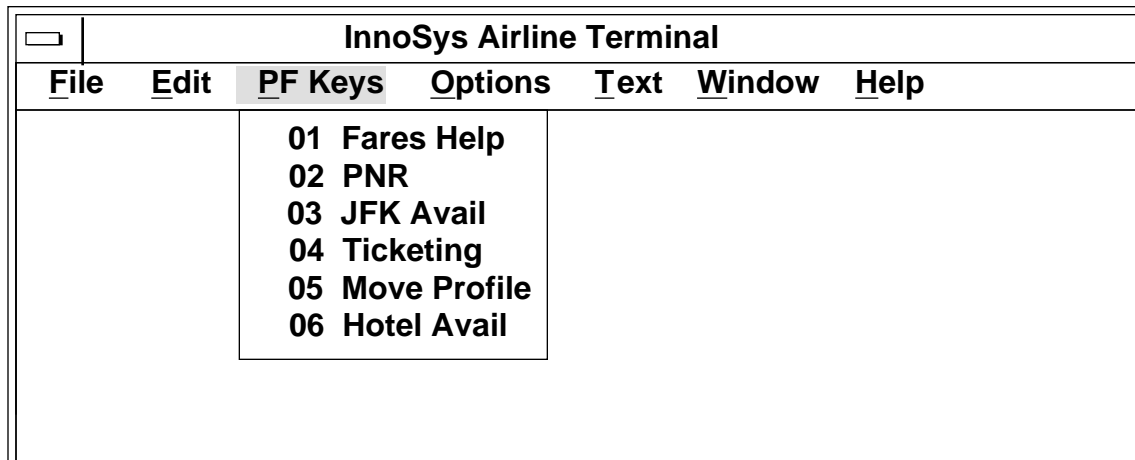 InnoSys Airline Terminal
File Edit PF Keys Options Text Window Help
01 Fares Help
02 PNR
03 JFK Avail
04 Ticketing
05 Move Profile
06 Hotel Avail